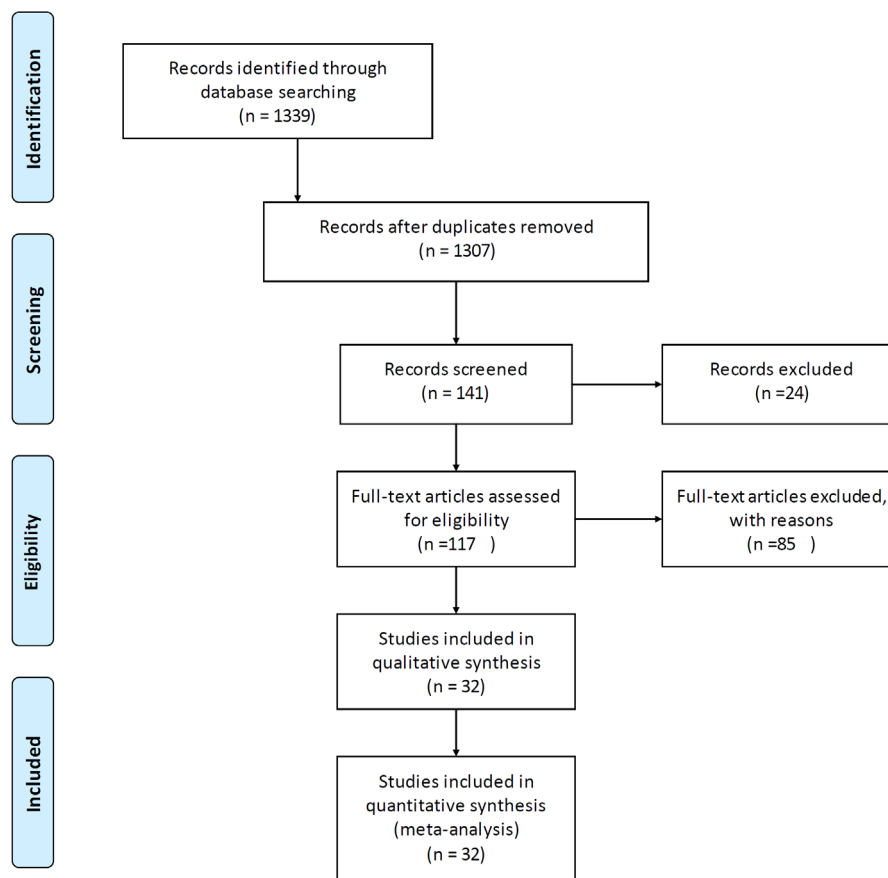 Identification
Records identified through
database searching
(n = 1339)
Records after duplicates removed
(n = 1307)
Screening
Records screened
(n = 141)
Records excluded
(n =24)
Eligibility
Full-text articles assessed
for eligibility
(n =117   )
Full-text articles excluded,
with reasons
(n =85   )
Studies included in
qualitative synthesis
(n = 32)
Included
Studies included in
quantitative synthesis
(meta-analysis)
(n = 32)